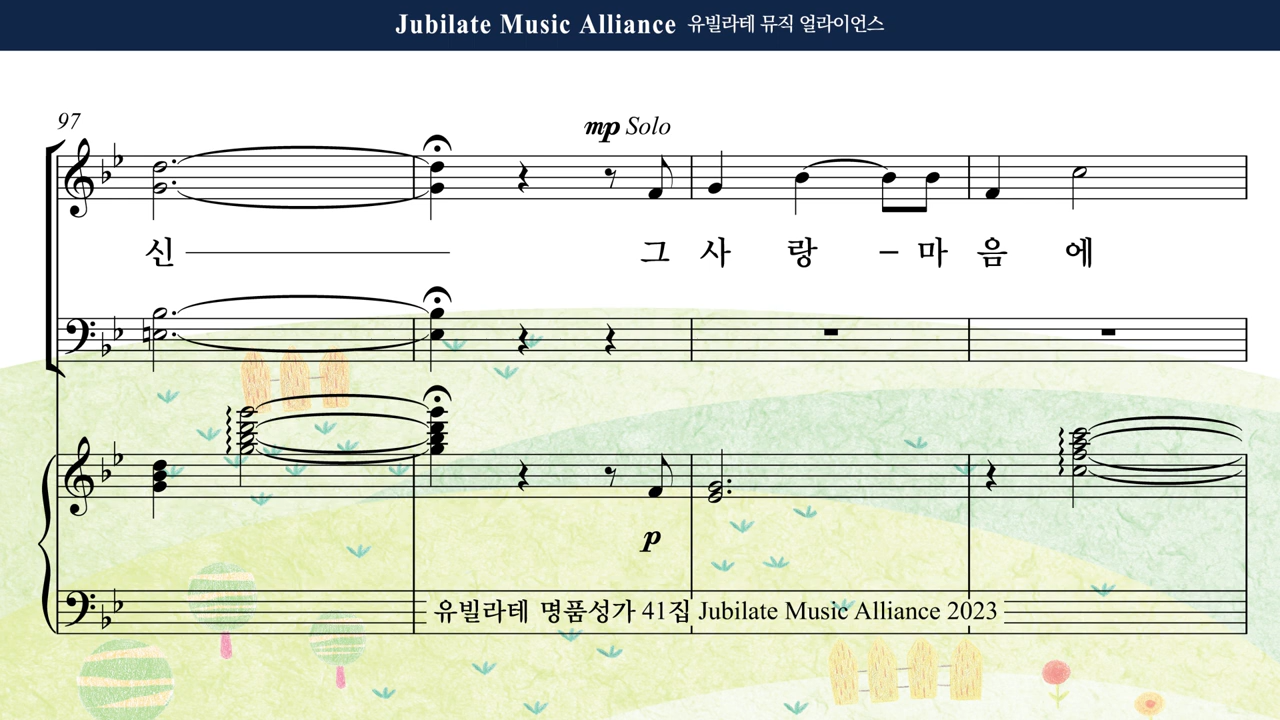 Jubilate Music Alliance 유빌라테 뮤직 얼라이언스
97
mp Solo
신 그 사 랑 – 마 음 에
p
유빌라테 명품성가 41집 Jubilate Music Alliance 2023